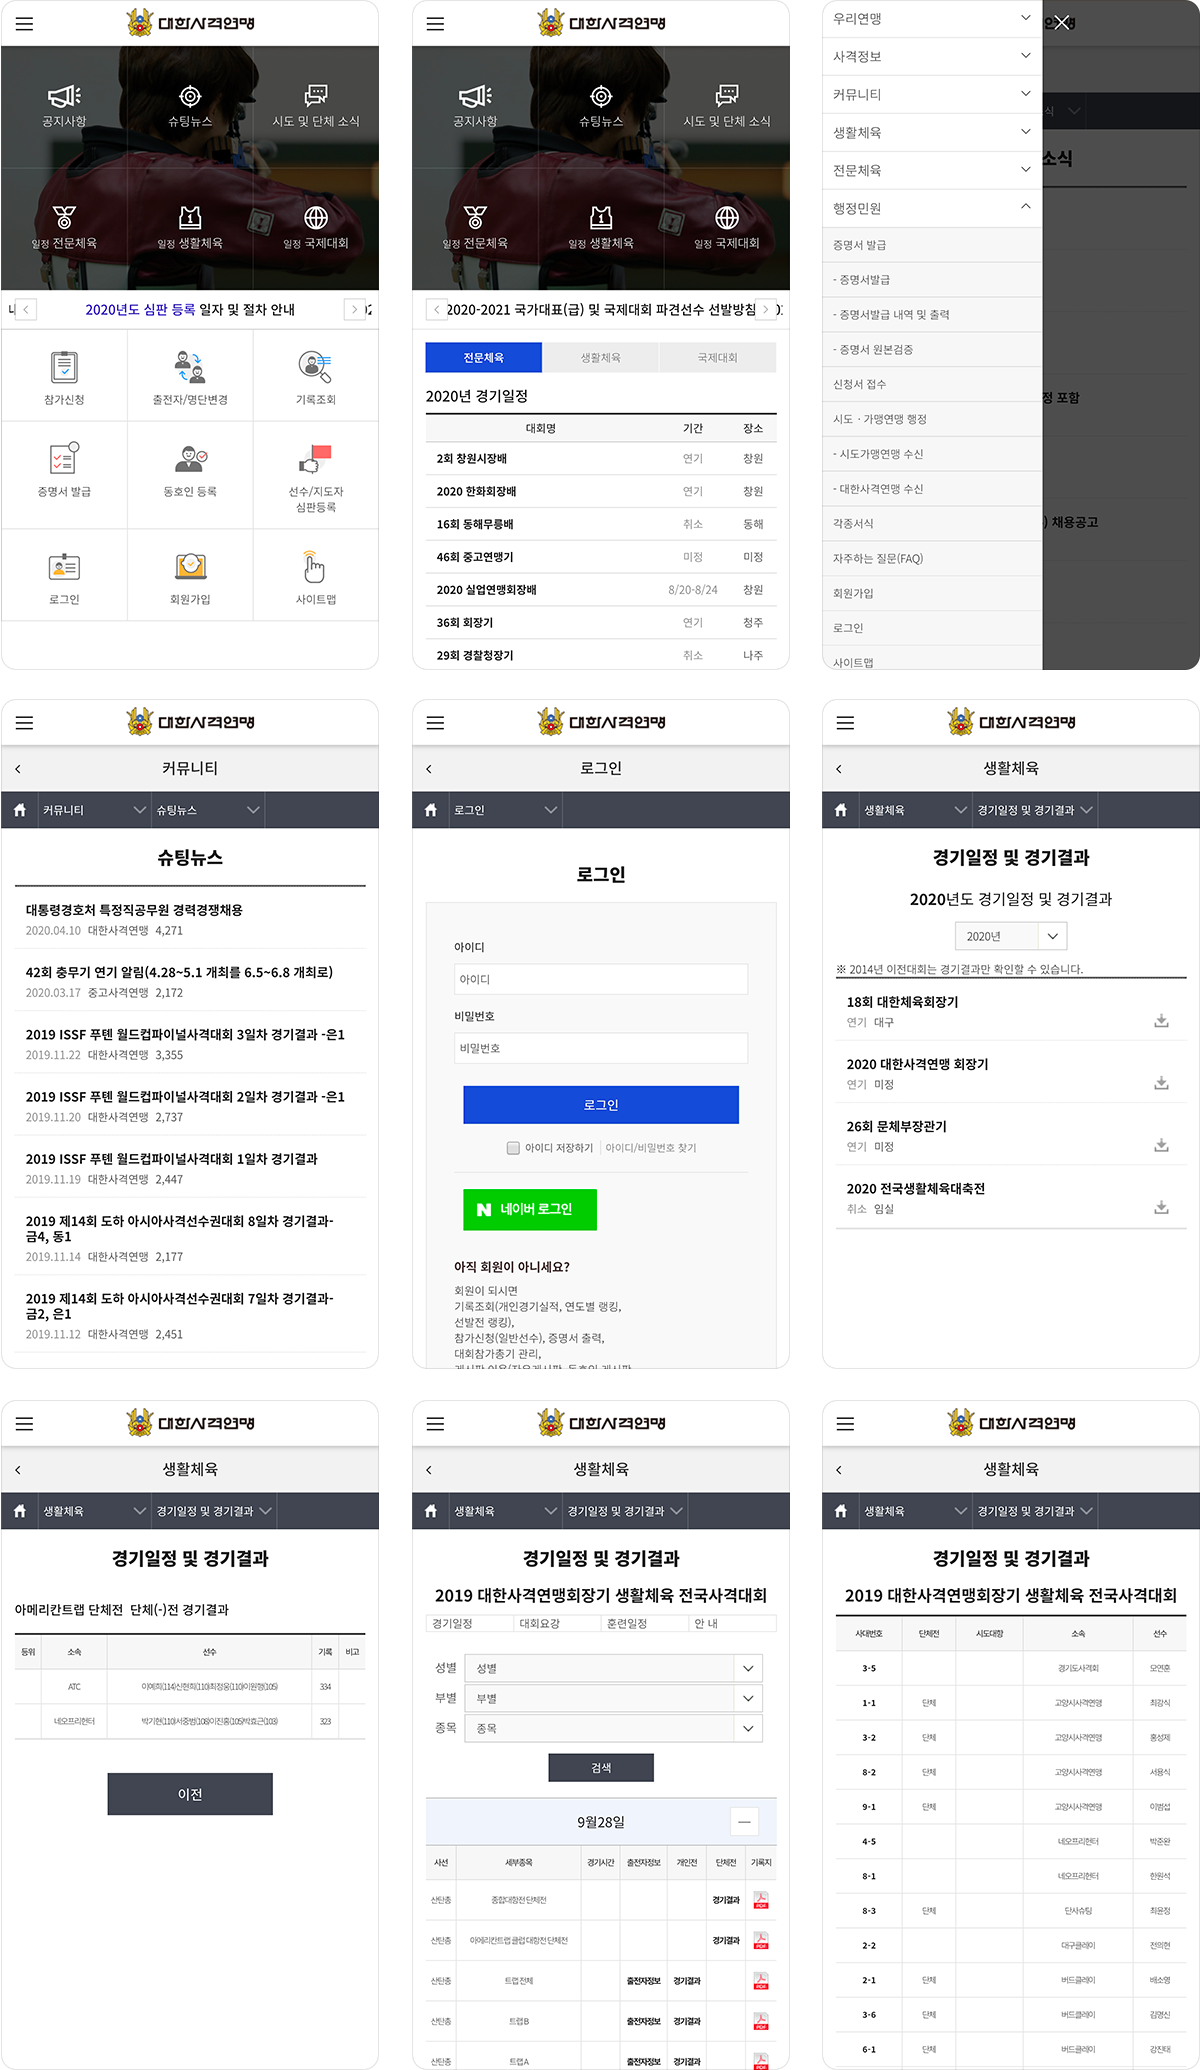 대한사격연맹
공지사항
슈팅뉴스
시도 및 단체 소식
일정 전문체육
일정 생활체육
일정 국제대회
2020년도 심판 등록 일자 및 절차 안내
참가신청
출전자/명단변경
기록조회
증명서 발급
동호인 등록
선수/지도자
심판등록
로그인
회원가입
사이트맵
대한사격연맹
공지사항
슈팅뉴스
시도 및 단체 소식
일정 전문체육
일정 생활체육
일정 국제대회
2020-2021 국가대표(급) 및 국제대회 파견선수 선발방침
전문체육 생활체육 국제대회
2020년 경기일정
대회명 기간 장소
2회 창원시장배 연기 창원
2020 한화회장배 연기 창원
16회 동해무릉배 취소 동해
46회 중고연맹기 미정 미정
2020 실업연맹회장배 8/20-8/24 창원
36회 회장기 연기 청주
29회 경찰청장기 취소 나주
우리연맹
사격정보
커뮤니티
생활체육
전문체육
행정민원
증명서 발급
- 증명서발급
- 증명서발급 내역 및 출력
- 증명서 원본검증
신청서 접수
시도 · 가맹연맹 행정
- 시도가맹연맹 수신
- 대한사격연맹 수신
각종서식
자주하는 질문(FAQ)
회원가입
로그인
사이트맵
식
소식
정 포함
) 채용공고
대한사격연맹
커뮤니티
커뮤니티 슈팅뉴스
슈팅뉴스
대통령경호처 특정직공무원 경력경쟁채용
2020.04.10 대한사격연맹 4,271
42회 충무기 연기 알림(4.28~5.1 개최를 6.5~6.8 개최로)
2020.03.17 중고사격연맹 2,172
2019 ISSF 푸텐 월드컵파이널사격대회 3일차 경기결과 -은1
2019.11.22 대한사격연맹 3,355
2019 ISSF 푸텐 월드컵파이널사격대회 2일차 경기결과 -은1
2019.11.20 대한사격연맹 2,737
2019 ISSF 푸텐 월드컵파이널사격대회 1일차 경기결과
2019.11.19 대한사격연맹 2,447
2019 제14회 도하 아시아사격선수권대회 8일차 경기결과-
금4, 동1
2019.11.14 대한사격연맹 2,177
2019 제14회 도하 아시아사격선수권대회 7일차 경기결과-
금2, 은1
2019.11.12 대한사격연맹 2,451
대한사격연맹
로그인
로그인
로그인
아이디
아이디
비밀번호
비밀번호
로그인
아이디 저장하기 아이디/비밀번호 찾기
N 네이버 로그인
아직 회원이 아니세요?
회원이 되시면
기록조회(개인경기실적, 연도별 랭킹,
선발전 랭킹),
참가신청(일반선수), 증명서 출력,
대회참가총기 관리,
대한사격연맹
생활체육
생활체육 경기일정 및 경기결과
경기일정 및 경기결과
2020년도 경기일정 및 경기결과
2020년
※ 2014년 이전대회는 경기결과만 확인할 수 있습니다.
18회 대한체육회장기
연기 대구
2020 대한사격연맹 회장기
연기 미정
26회 문체부장관기
연기 미정
2020 전국생활체육대축전
취소 임실
대한사격연맹
생활체육
생활체육 경기일정 및 경기결과
경기일정 및 경기결과
아메리칸트랩 단체전 단체(-)전 경기결과
등위 소속 선수 기록 비고
ATC 이예희(114)신현희(110)최정웅(110)이원형(105) 334
네오프리헌터 박기현(110)서중범(108)이진홍(105)박효근(103) 323
이전
대한사격연맹
생활체육
생활체육 경기일정 및 경기결과
경기일정 및 경기결과
2019 대한사격연맹회장기 생활체육 전국사격대회
경기일정 대회요강 훈련일정 안 내
성별 성별
부별 부별
종목 종목
검색
9월28일
사선 세부종목 경기시간 출전자정보 개인전 단체전 기록지
산탄총 종합대항전 단체전 경기결과 PDF
산탄총 아메리칸트랩 클럽 대항전 단체전 경기결과 PDF
산탄총 트랩 전체 출전자정보 경기결과 PDF
산탄총 트랩 B 출전자정보 경기결과 PDF
산탄총 트랩 A 출전자정보 경기결과 PDF
대한사격연맹
생활체육
생활체육 경기일정 및 경기결과
경기일정 및 경기결과
2019 대한사격연맹회장기 생활체육 전국사격대회
사대번호 단체전 시도대항 소속 선수
3-5 경기도사격회 모연훈
1-1 단체 고양시사격연맹 최강식
3-2 단체 고양시사격연맹 홍성제
8-2 단체 고양시사격연맹 서용식
9-1 단체 고양시사격연맹 이범섭
4-5 네오프리헌터 박준완
8-1 네오프리헌터 한원석
8-3 단체 단사슈팅 최윤정
2-2 대구클레이 전의현
2-1 단체 버드클레이 배소영
3-6 단체 버드클레이 김영신
6-1 단체 버드클레이 강진태